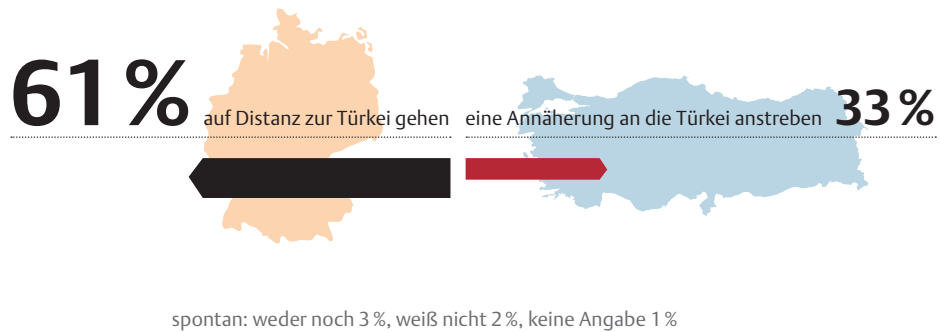 61 % auf Distanz zur Türkei gehen eine Annäherung an die Türkei anstreben 33 %
spontan: weder noch 3 %, weiß nicht 2 %, keine Angabe 1 %